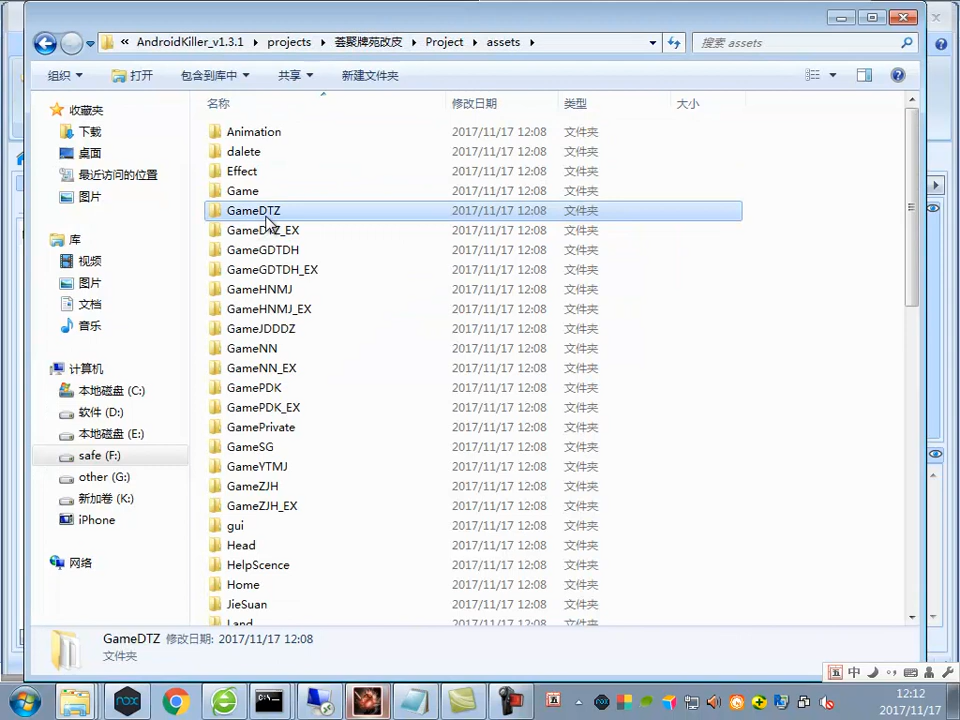 « AndroidKiller_v1.3.1 projects 荟聚牌苑改皮 Project assets 搜索 assets
组织 打开 包含到库中 共享 新建文件夹
收藏夹
下载
桌面
最近访问的位置
图片
库
视频
图片
文档
音乐
计算机
本地磁盘 (C:)
软件 (D:)
本地磁盘 (E:)
safe (F:)
other (G:)
新加卷 (K:)
iPhone
网络
名称 修改日期 类型 大小
Animation 2017/11/17 12:08 文件夹
dalete 2017/11/17 12:08 文件夹
Effect 2017/11/17 12:08 文件夹
Game 2017/11/17 12:08 文件夹
GameDTZ 2017/11/17 12:08 文件夹
GameDTZ_EX 2017/11/17 12:08 文件夹
GameGDTDH 2017/11/17 12:08 文件夹
GameGDTDH_EX 2017/11/17 12:08 文件夹
GameHNMJ 2017/11/17 12:08 文件夹
GameHNMJ_EX 2017/11/17 12:08 文件夹
GameJDDDZ 2017/11/17 12:08 文件夹
GameNN 2017/11/17 12:08 文件夹
GameNN_EX 2017/11/17 12:08 文件夹
GamePDK 2017/11/17 12:08 文件夹
GamePDK_EX 2017/11/17 12:08 文件夹
GamePrivate 2017/11/17 12:08 文件夹
GameSG 2017/11/17 12:08 文件夹
GameYTMJ 2017/11/17 12:08 文件夹
GameZJH 2017/11/17 12:08 文件夹
GameZJH_EX 2017/11/17 12:08 文件夹
gui 2017/11/17 12:08 文件夹
Head 2017/11/17 12:08 文件夹
HelpScence 2017/11/17 12:08 文件夹
Home 2017/11/17 12:08 文件夹
JieSuan 2017/11/17 12:08 文件夹
Land 2017/11/17 12:08 文件夹
GameDTZ 修改日期: 2017/11/17 12:08
文件夹
五 中
nox
12:12
2017/11/17